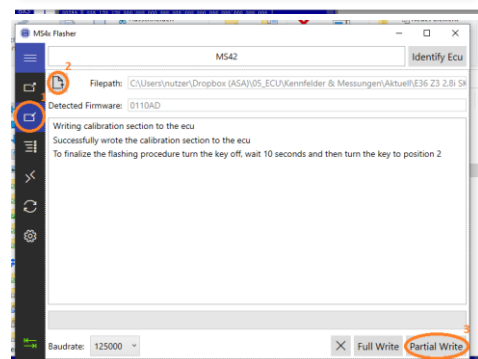 MS4x Flasher
MS42 Identify Ecu
2
Filepath: C:\Users\nutzer\Dropbox (ASA)\05_ECU\Kennfelder & Messungen\Aktuell\E36 Z3 2.8i
1
Detected Firmware: 0110AD
Writing calibration section to the ecu
Successfully wrote the calibration section to the ecu
To finalize the flashing procedure turn the key off, wait 10 seconds and then turn the key to position 2
3
Baudrate: 125000 Full Write Partial Write